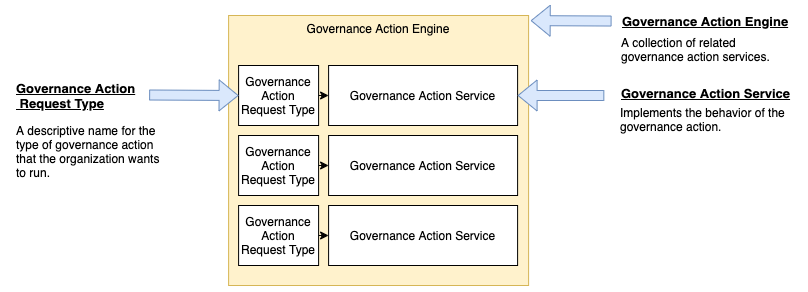 Governance Action Engine
Governance Action Engine
A collection of related
governance action services.
Governance Action
Request Type
A descriptive name for the
type of governance action
that the organization wants
to run.
Governance
Action
Request Type
Governance Action Service
Governance Action Service
Implements the behavior of the
governance action.
Governance
Action
Request Type
Governance Action Service
Governance
Action
Request Type
Governance Action Service